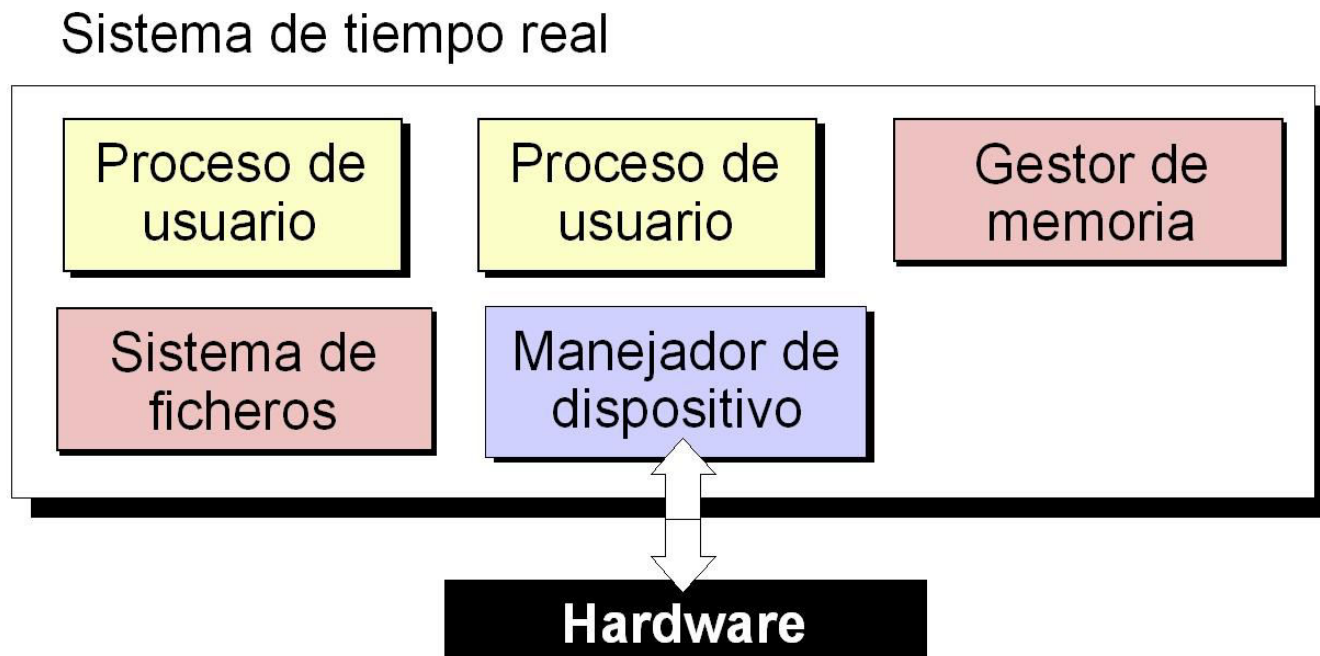 Sistema de tiempo real
Proceso de
usuario
Proceso de
usuario
Gestor de
memoria
Sistema de
ficheros
Manejador de
dispositivo
Hardware